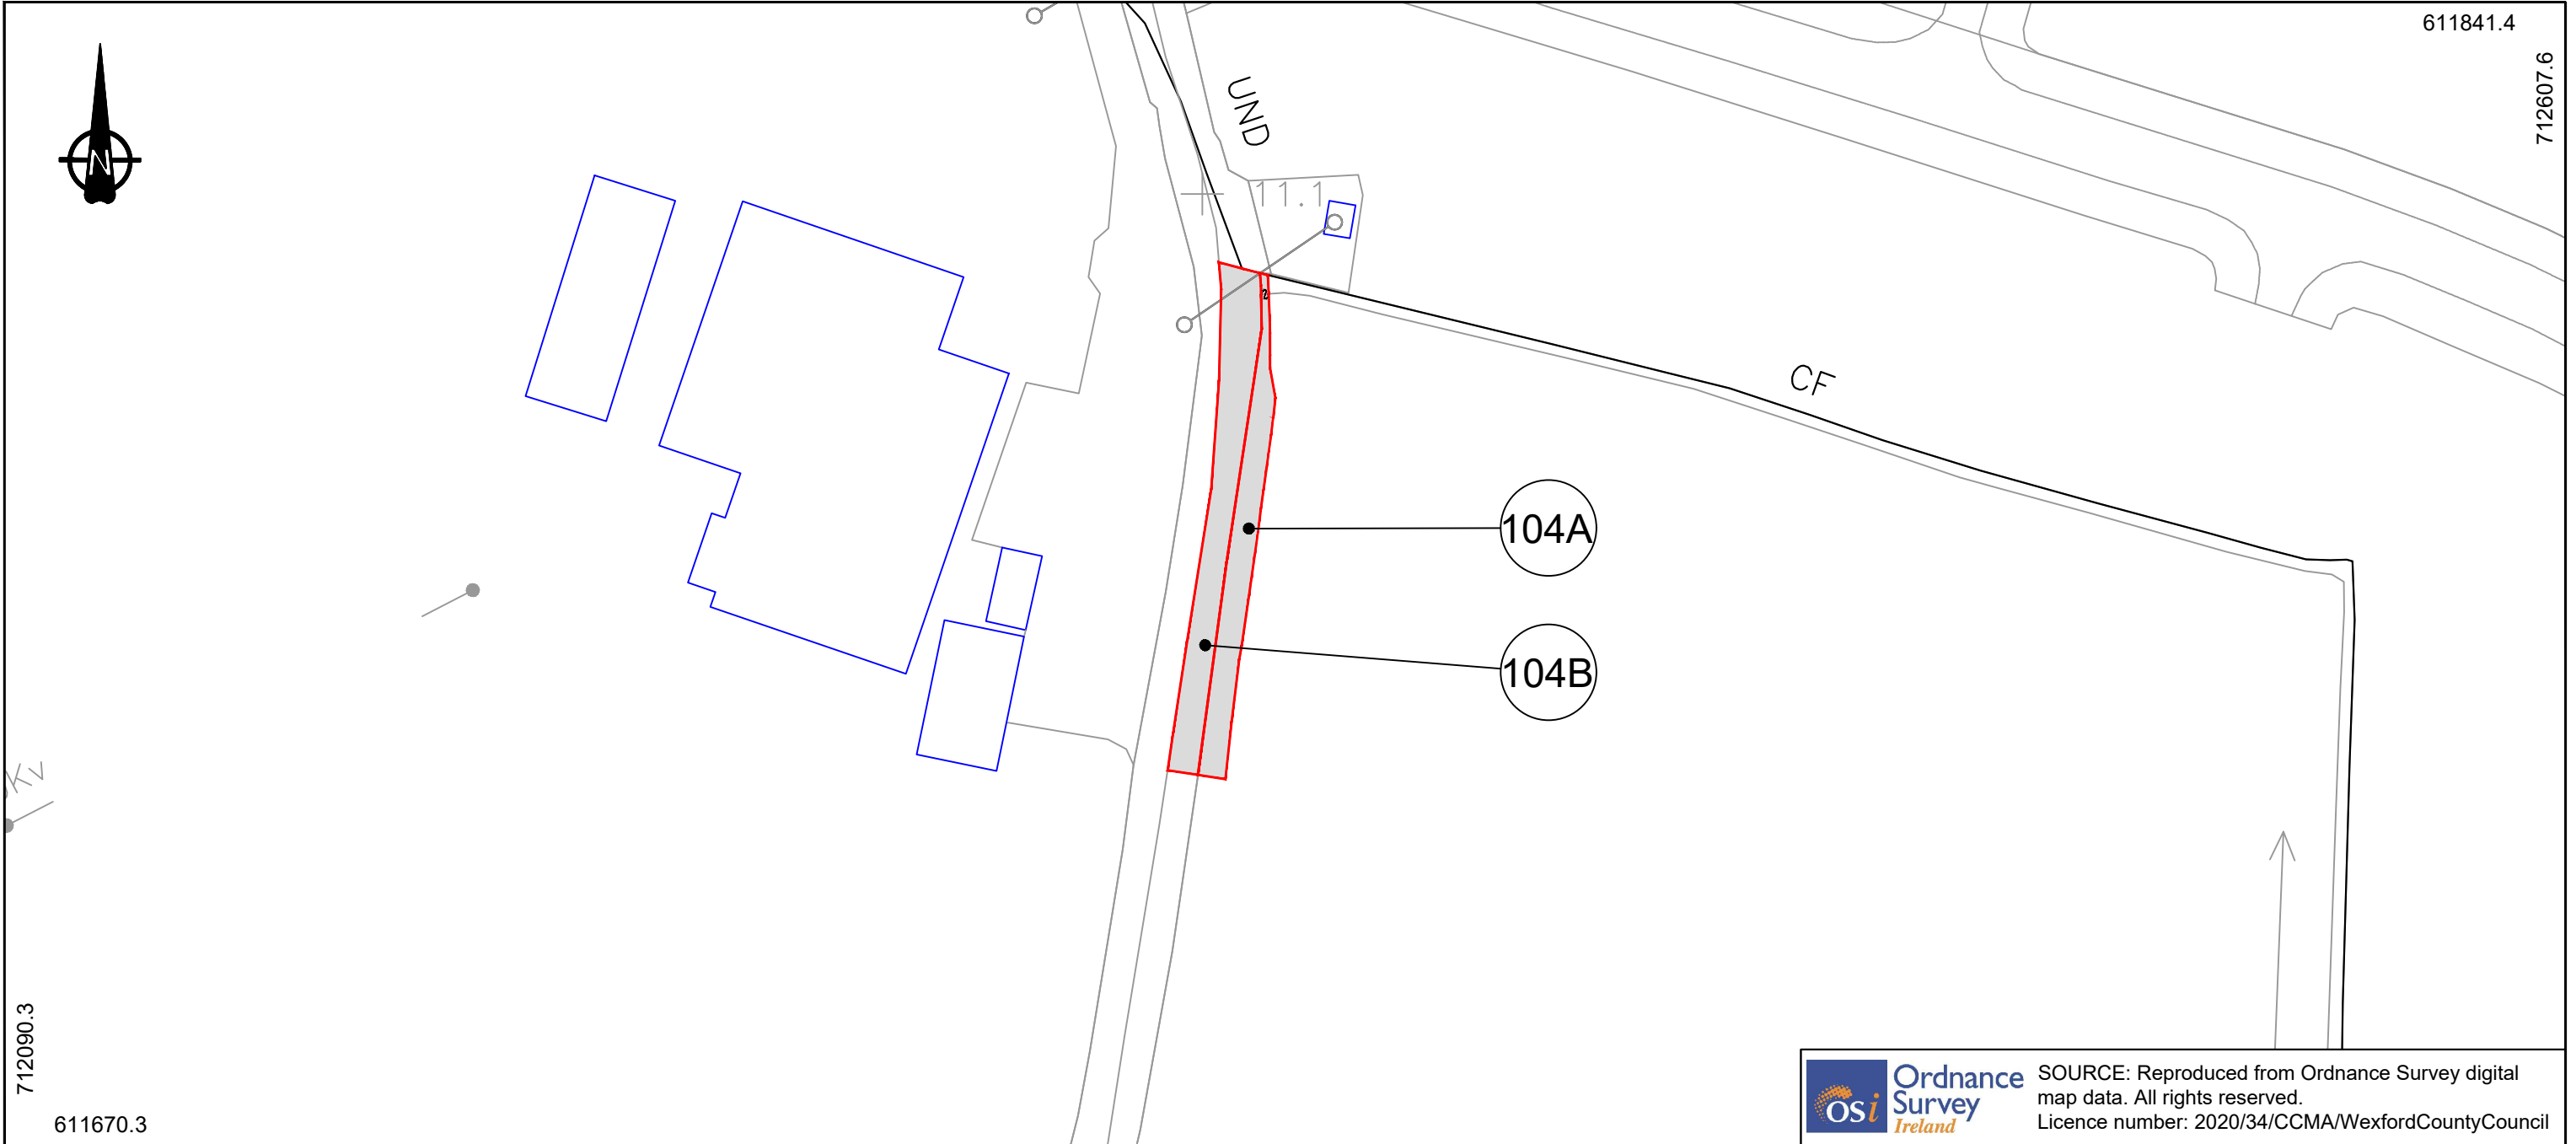 611841.4
712607.6
N
UND
11.1
CF
104A
104B
Kv
712090.3
611670.3
osi
Ordnance
Survey
Ireland
SOURCE: Reproduced from Ordnance Survey digital
map data. All rights reserved.
Licence number: 2020/34/CCMA/WexfordCountyCouncil